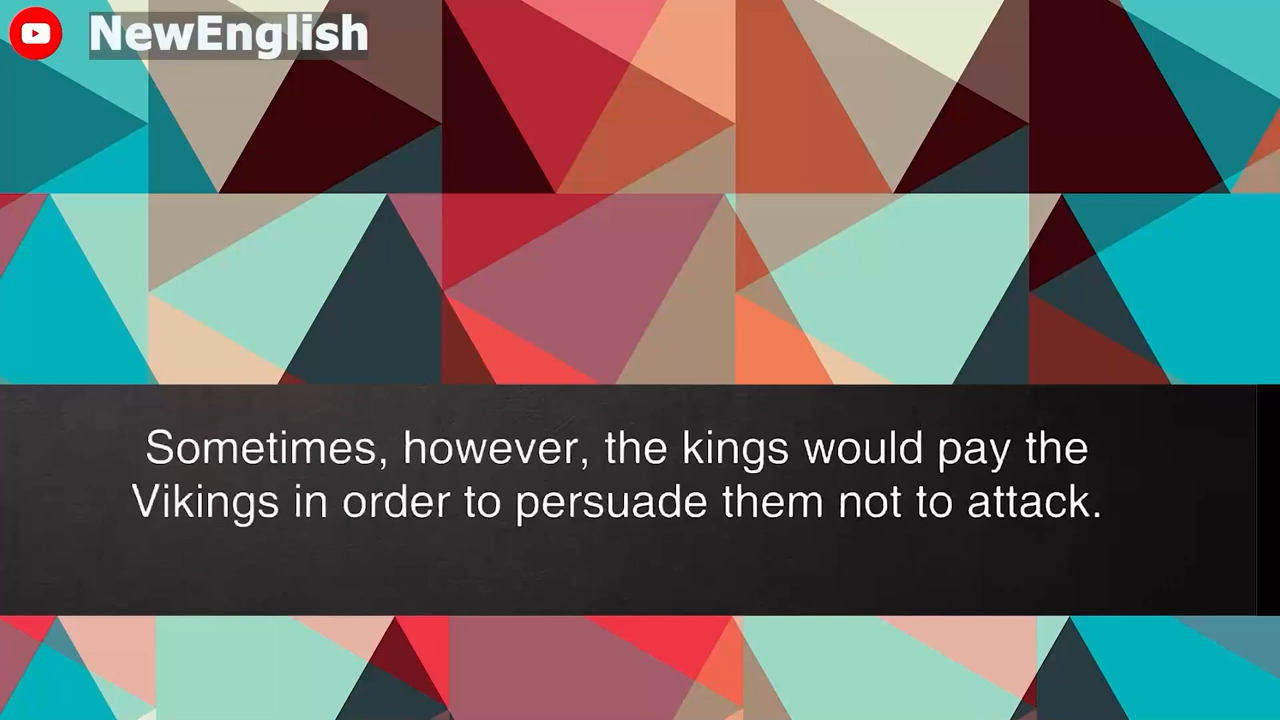 NewEnglish
Sometimes, however, the kings would pay the
Vikings in order to persuade them not to attack.